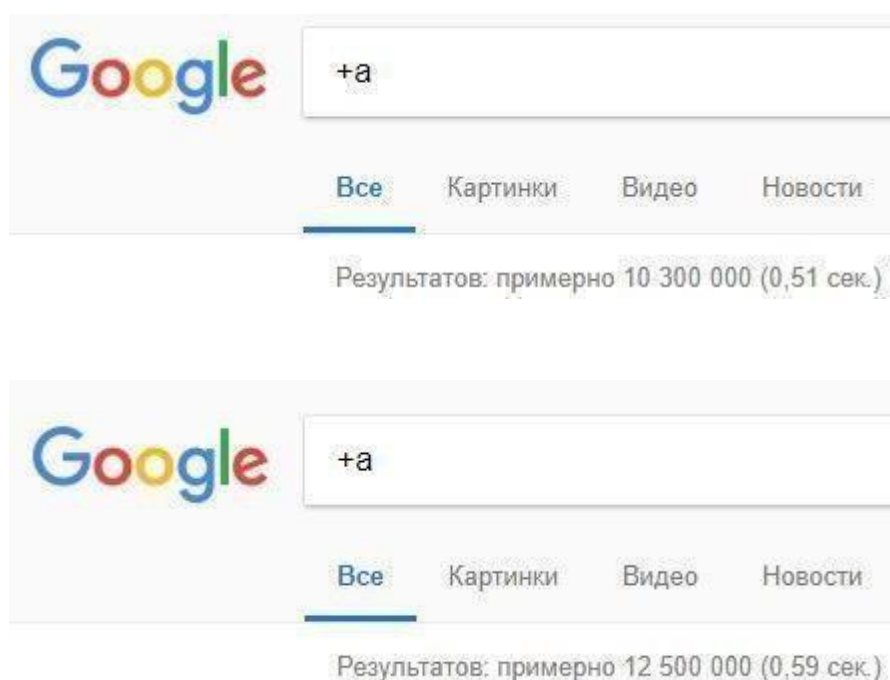 Google +a
Все Картинки Видео Новости
Результатов: примерно 10 300 000 (0,51 сек.)
Google +a
Все Картинки Видео Новости
Результатов: примерно 12 500 000 (0,59 сек.)